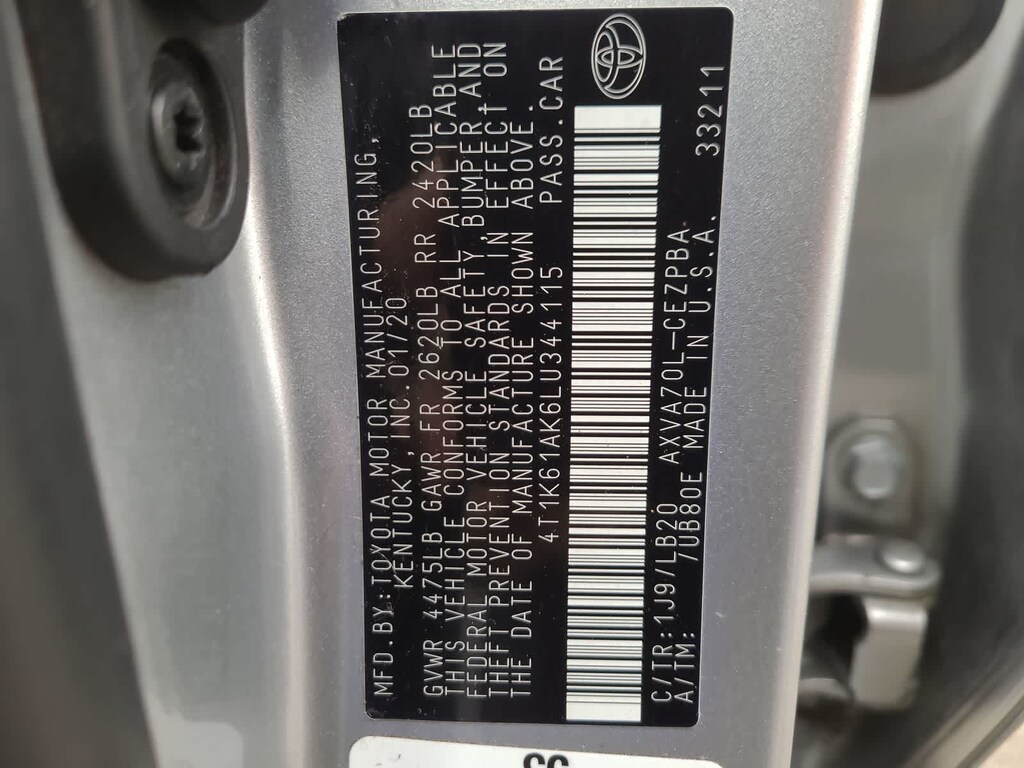 MFD.BY:TOYOTA MOTOR MANUFACTURING,
KENTUCKY,INC.01/20
GVWR 4475LB GAWR FR 2620LB RR 2420LB
THIS VEHICLE CONFORMS TO ALL APPLICABLE
FEDERAL MOTOR VEHICLE SAFETY, BUMPER,AND
THEFT PREVENTION STANDARDS IN EFFECT ON
THE DATE OF MANUFACTURE SHOWN ABOVE.
4T1K61AK6LU344115 PASS.CAR
C/TR:1J9/LB20 AXVA70L-CEZPBA
A/TM: /UB80E MADE IN U.S.A. 33211